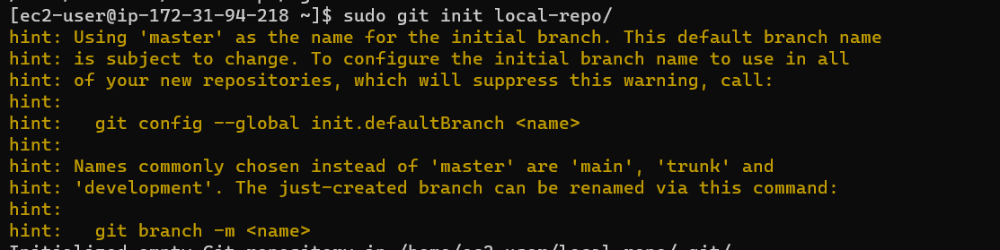 [ec2-user@ip-172-31-94-218 ~]$ sudo git init local-repo/
hint: Using 'master' as the name for the initial branch. This default branch name
hint: is subject to change. To configure the initial branch name to use in all
hint: of your new repositories, which will suppress this warning, call:
hint:
hint:   git config --global init.defaultBranch <name>
hint:
hint: Names commonly chosen instead of 'master' are 'main', 'trunk' and
hint: 'development'. The just-created branch can be renamed via this command:
hint:
hint:   git branch -m <name>
Initialized empty Git repository in /home/ec2-user/local-repo/.git/